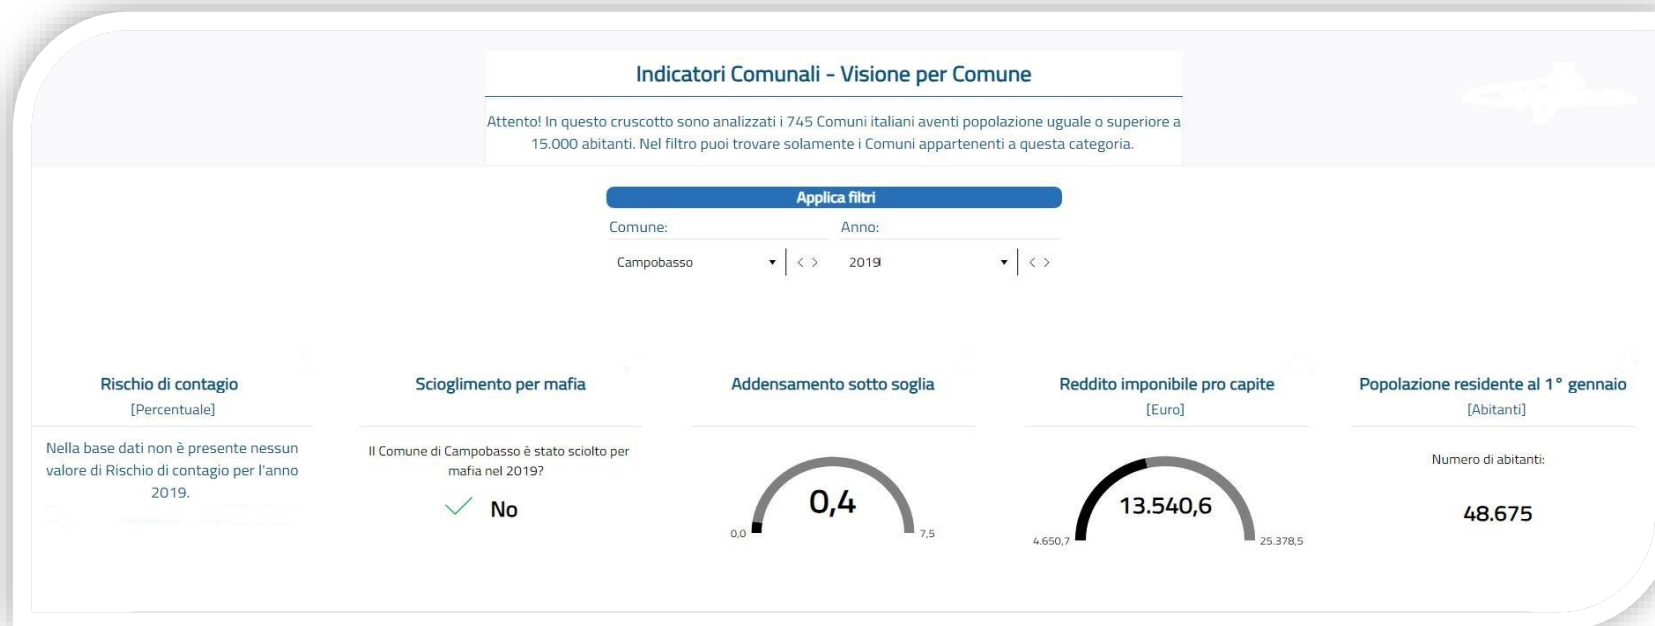 Indicatori Comunali - Visione per Comune
Attento! In questo cruscotto sono analizzati i 745 Comuni italiani aventi popolazione uguale o superiore a
15.000 abitanti. Nel filtro puoi trovare solamente i Comuni appartenenti a questa categoria.
Applica filtri
Comune:
Anno:
Campobasso
2019
Rischio di contagio
[Percentuale]
Nella base dati non è presente nessun
valore di Rischio di contagio per l'anno
2019.
Scioglimento per mafia
Il Comune di Campobasso è stato sciolto per
mafia nel 2019?
No
Addensamento sotto soglia
0,4
0,0
7,5
Reddito imponibile pro capite
[Euro]
13.540,6
4.650,7
25.378,5
Popolazione residente al 1° gennaio
[Abitanti]
Numero di abitanti:
48.675